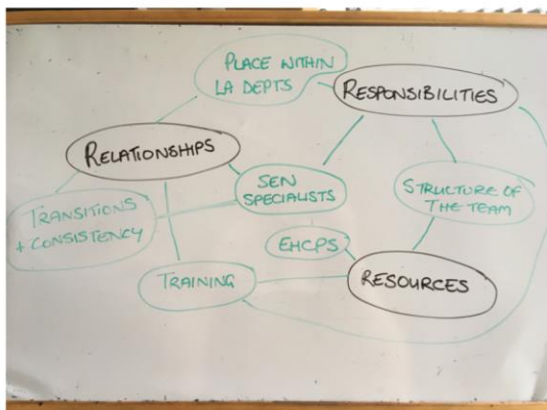 PLACE WITHIN
LA DEPTS
RESPONSIBILITIES
RELATIONSHIPS
SEN
SPECIALISTS
STRUCTURE OF
THE TEAM
TRANSITIONS
+ CONSISTENCY
EHCPS
TRAINING
RESOURCES